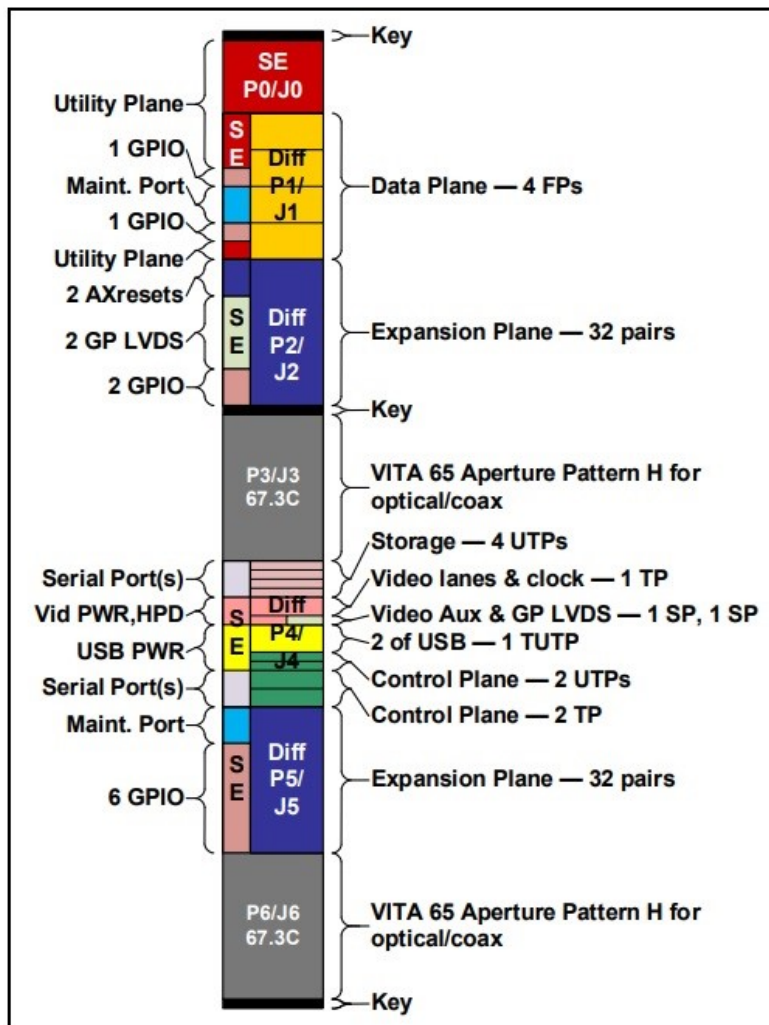 Key
SE
P0/J0
Utility Plane
S
E
Diff
P1/
J1
1 GPIO
Maint. Port
Data Plane — 4 FPs
1 GPIO
Utility Plane
2 AXresets
S
E
Diff
P2/
J2
2 GP LVDS
Expansion Plane — 32 pairs
2 GPIO
Key
P3/J3
67.3C
VITA 65 Aperture Pattern H for
optical/coax
Storage — 4 UTPs
Serial Port(s)
Video lanes & clock — 1 TP
Vid PWR,HPD
S
E
Diff
P4/
J4
Video Aux & GP LVDS — 1 SP, 1 SP
USB PWR
2 of USB — 1 TUTP
Control Plane — 2 UTPs
Serial Port(s)
Control Plane — 2 TP
Maint. Port
S
E
Diff
P5/
J5
6 GPIO
Expansion Plane — 32 pairs
P6/J6
67.3C
VITA 65 Aperture Pattern H for
optical/coax
Key